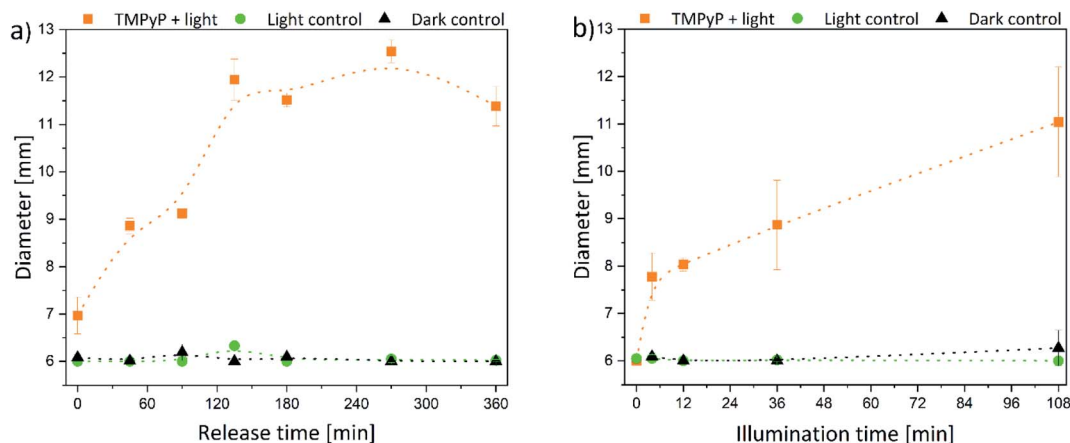 TMPyP + light Light control Dark control
a)
13
12
11
10
9
8
7
6
Diameter [mm]
0 60 120 180 240 300 360
Release time [min]
TMPyP + light Light control Dark control
b)
13
12
11
10
9
8
7
6
Diameter [mm]
0 12 24 36 48 60 72 84 96 108
Illumination time [min]